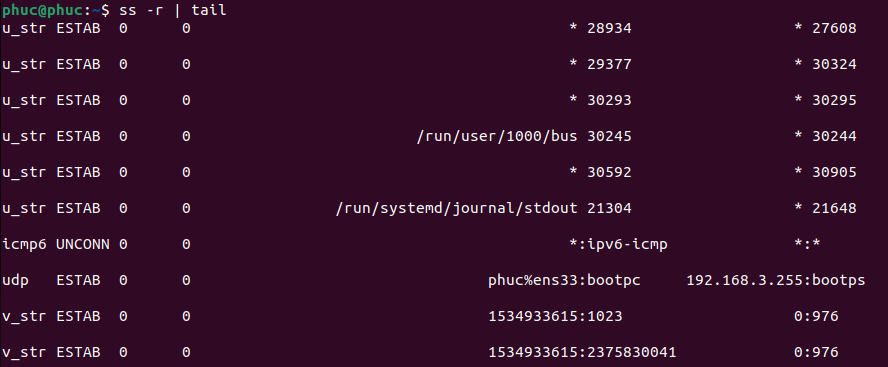 phuc@phuc:~$ ss -r | tail
u_str ESTAB 0 0 * 28934 * 27608
u_str ESTAB 0 0 * 29377 * 30324
u_str ESTAB 0 0 * 30293 * 30295
u_str ESTAB 0 0 /run/user/1000/bus 30245 * 30244
u_str ESTAB 0 0 * 30592 * 30905
u_str ESTAB 0 0 /run/systemd/journal/stdout 21304 * 21648
icmp6 UNCONN 0 0 *:ipv6-icmp *:*
udp ESTAB 0 0 phuc%ens33:bootpc 192.168.3.255:bootps
v_str ESTAB 0 0 1534933615:1023 0:976
v_str ESTAB 0 0 1534933615:2375830041 0:976